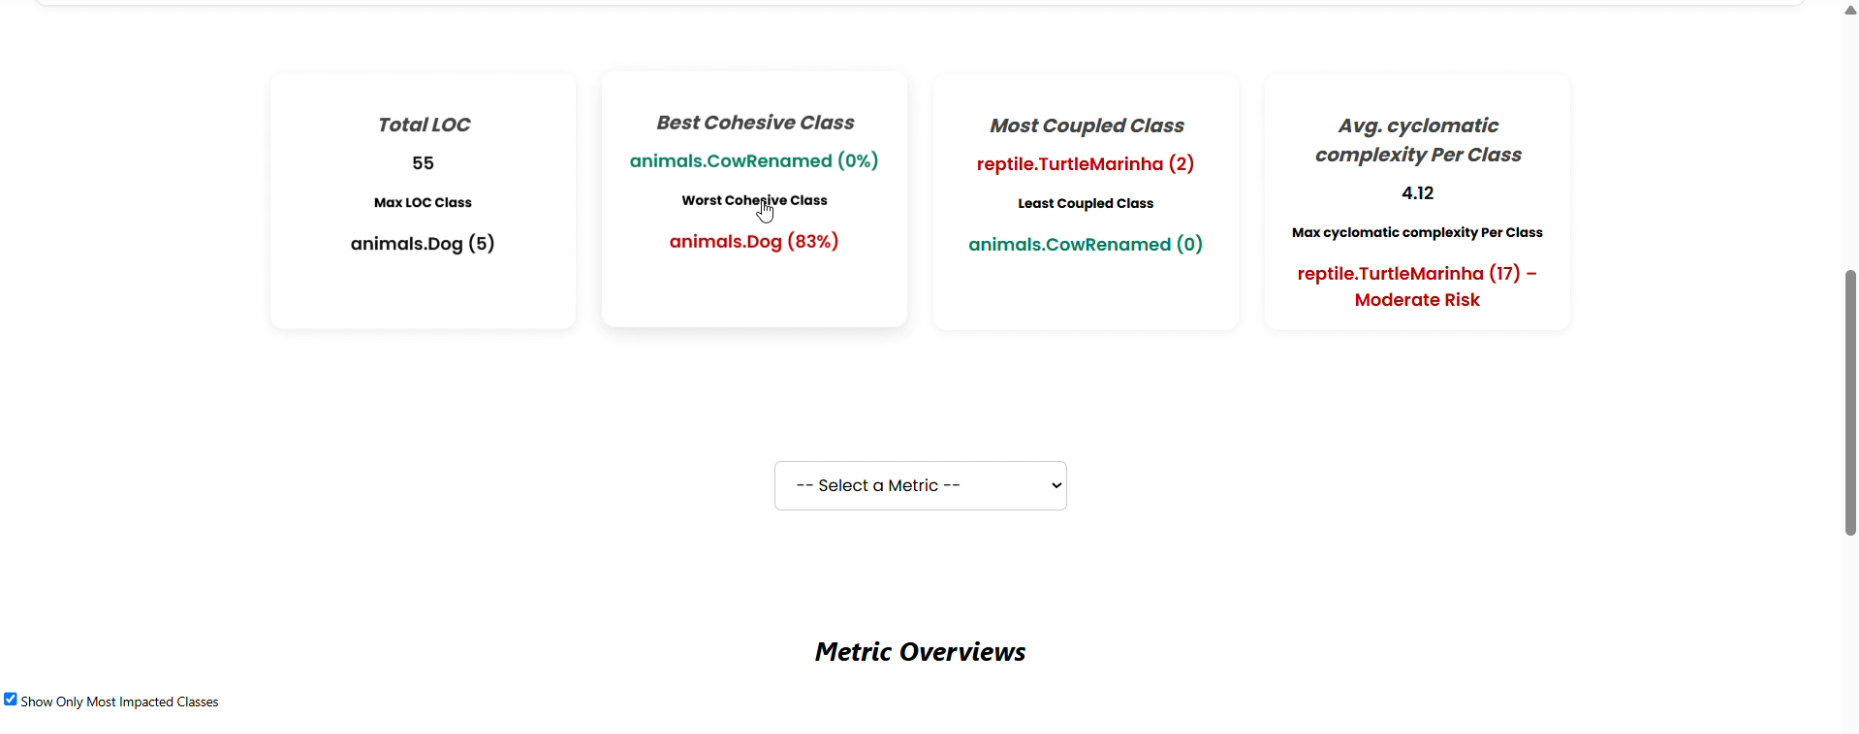 Total LOC
55
Max LOC Class
animals.Dog (5)
Best Cohesive Class
animals.CowRenamed (0%)
Worst Cohesive Class
animals.Dog (83%)
Most Coupled Class
reptile.TurtleMarinha (2)
Least Coupled Class
animals.CowRenamed (0)
Avg. cyclomatic
complexity Per Class
4.12
Max cyclomatic complexity Per Class
reptile.TurtleMarinha (17) –
Moderate Risk
-- Select a Metric --
Metric Overviews
Show Only Most Impacted Classes